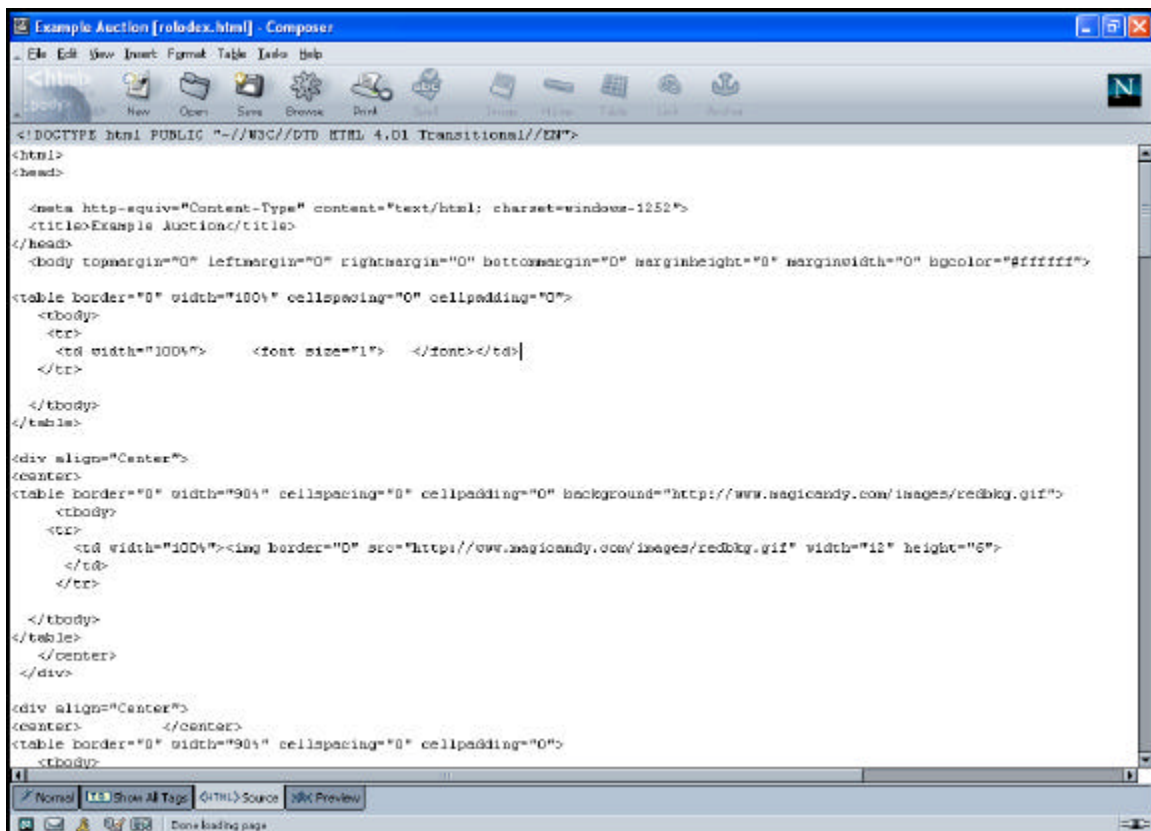 Example Auction [rolodex.html] - Composer
File Edit View Insert Format Table Tasks Help
New Open Save Browse Print Spell Image H.Line Table Link Anchor
<!DOCTYPE html PUBLIC "-//W3C//DTD HTML 4.01 Transitional//EN">
<html>
<head>
<meta http-equiv="Content-Type" content="text/html; charset=windows-1252">
<title>Example Auction</title>
</head>
<body topmargin="0" leftmargin="0" rightmargin="0" bottommargin="0" marginheight="0" marginwidth="0" bgcolor="#ffffff">
<table border="0" width="100%" cellspacing="0" cellpadding="0">
<tbody>
<tr>
<td width="100%"> <font size="1"> </font></td>
</tr>
</tbody>
</table>
<div align="Center">
<center>
<table border="0" width="90%" cellspacing="0" cellpadding="0" background="http://www.magicandy.com/images/redbkg.gif">
<tbody>
<tr>
<td width="100%"><img border="0" src="http://www.magicandy.com/images/redbkg.gif" width="12" height="6">
</td>
</tr>
</tbody>
</table>
</center>
</div>
<div align="Center">
<center> </center>
<table border="0" width="90%" cellspacing="0" cellpadding="0">
<tbody>
Normal Show All Tags <HTML> Source Preview
Done loading page